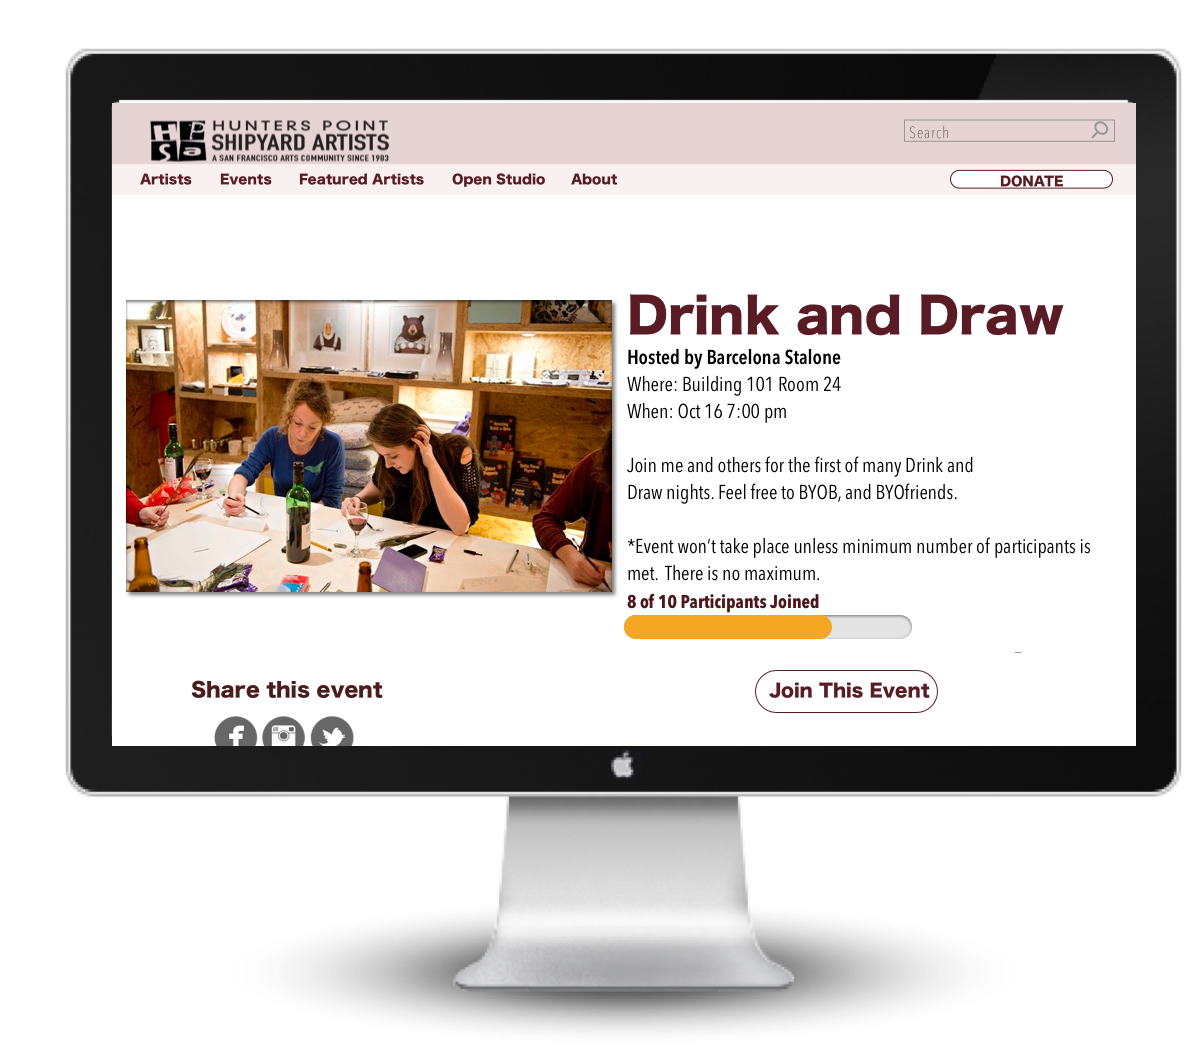 HPSa
HUNTERS POINT
SHIPYARD ARTISTS
A SAN FRANCISCO ARTS COMMUNITY SINCE 1983
Search
Artists Events Featured Artists Open Studio About
DONATE
Drink and Draw
Hosted by Barcelona Stalone
Where: Building 101 Room 24
When: Oct 16 7:00 pm
Join me and others for the first of many Drink and
Draw nights. Feel free to BYOB, and BYOfriends.
*Event won’t take place unless minimum number of participants is
met. There is no maximum.
8 of 10 Participants Joined
Share this event
Join This Event